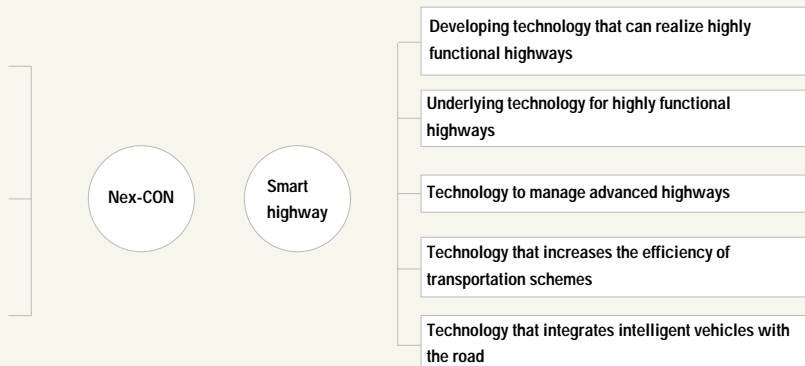 Nex-CON
Smart
highway
Developing technology that can realize highly
functional highways
Underlying technology for highly functional
highways
Technology to manage advanced highways
Technology that increases the efficiency of
transportation schemes
Technology that integrates intelligent vehicles with
the road